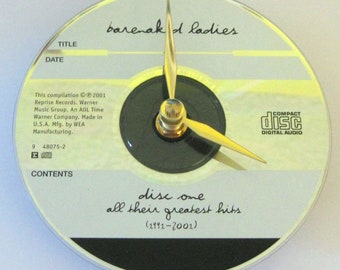 barenaked ladies
TITLE
DATE
This compilation ©℗ 2001
Reprise Records. Warner
Music Group. An AOL Time
Warner Company. Made in
U.S.A. Mfg. by WEA
Manufacturing.
9 48075-2
COMPACT
disc
DIGITAL AUDIO
CONTENTS
disc one
all their greatest hits
(1991-2001)